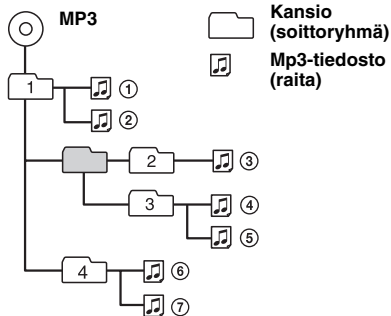 MP3
Kansio
(soittoryhmä)
Mp3-tiedosto
(raita)
1
①
②
2
③
3
④
⑤
4
⑥
⑦